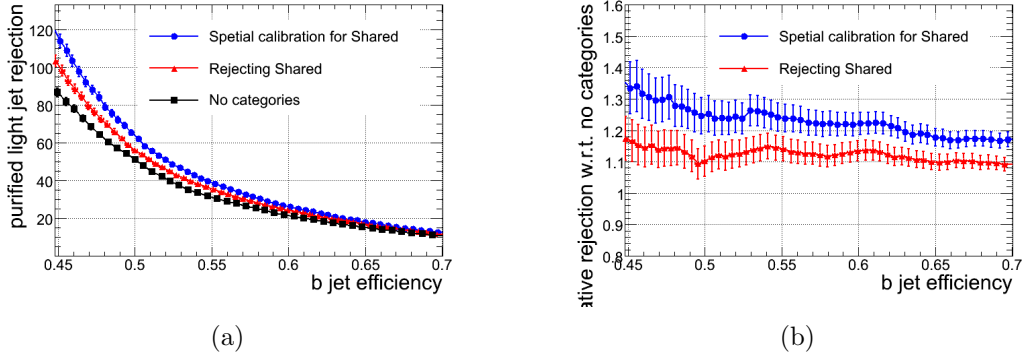 purified light jet rejection
120
100
80
60
40
20
Spetial calibration for Shared
Rejecting Shared
No categories
0.45 0.5 0.55 0.6 0.65 0.7
b jet efficiency
(a)
ative rejection w.r.t. no categories
1.6
1.5
1.4
1.3
1.2
1.1
1
0.9
0.8
Spetial calibration for Shared
Rejecting Shared
0.45 0.5 0.55 0.6 0.65 0.7
b jet efficiency
(b)